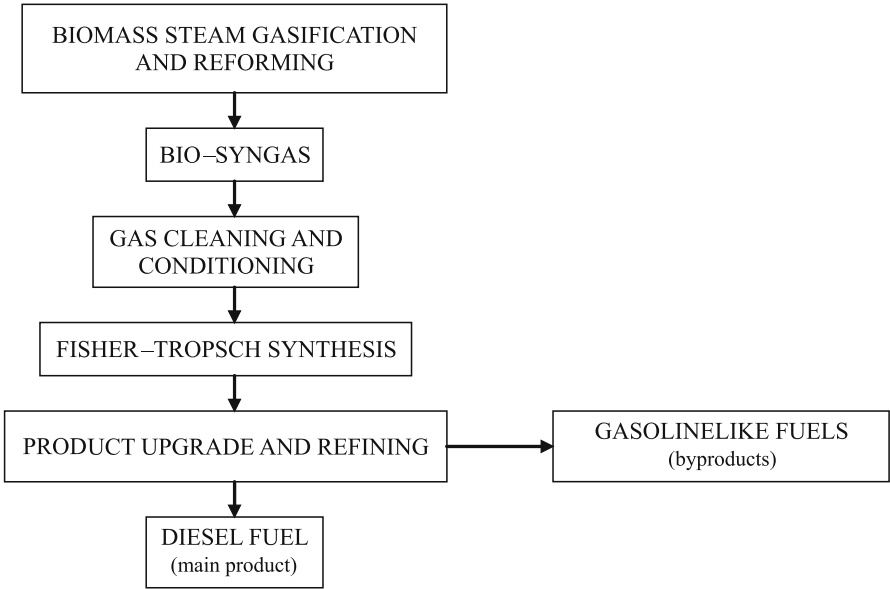 BIOMASS STEAM GASIFICATION
AND REFORMING
BIO–SYNGAS
GAS CLEANING AND
CONDITIONING
FISHER–TROPSCH SYNTHESIS
PRODUCT UPGRADE AND REFINING
GASOLINELIKE FUELS
(byproducts)
DIESEL FUEL
(main product)